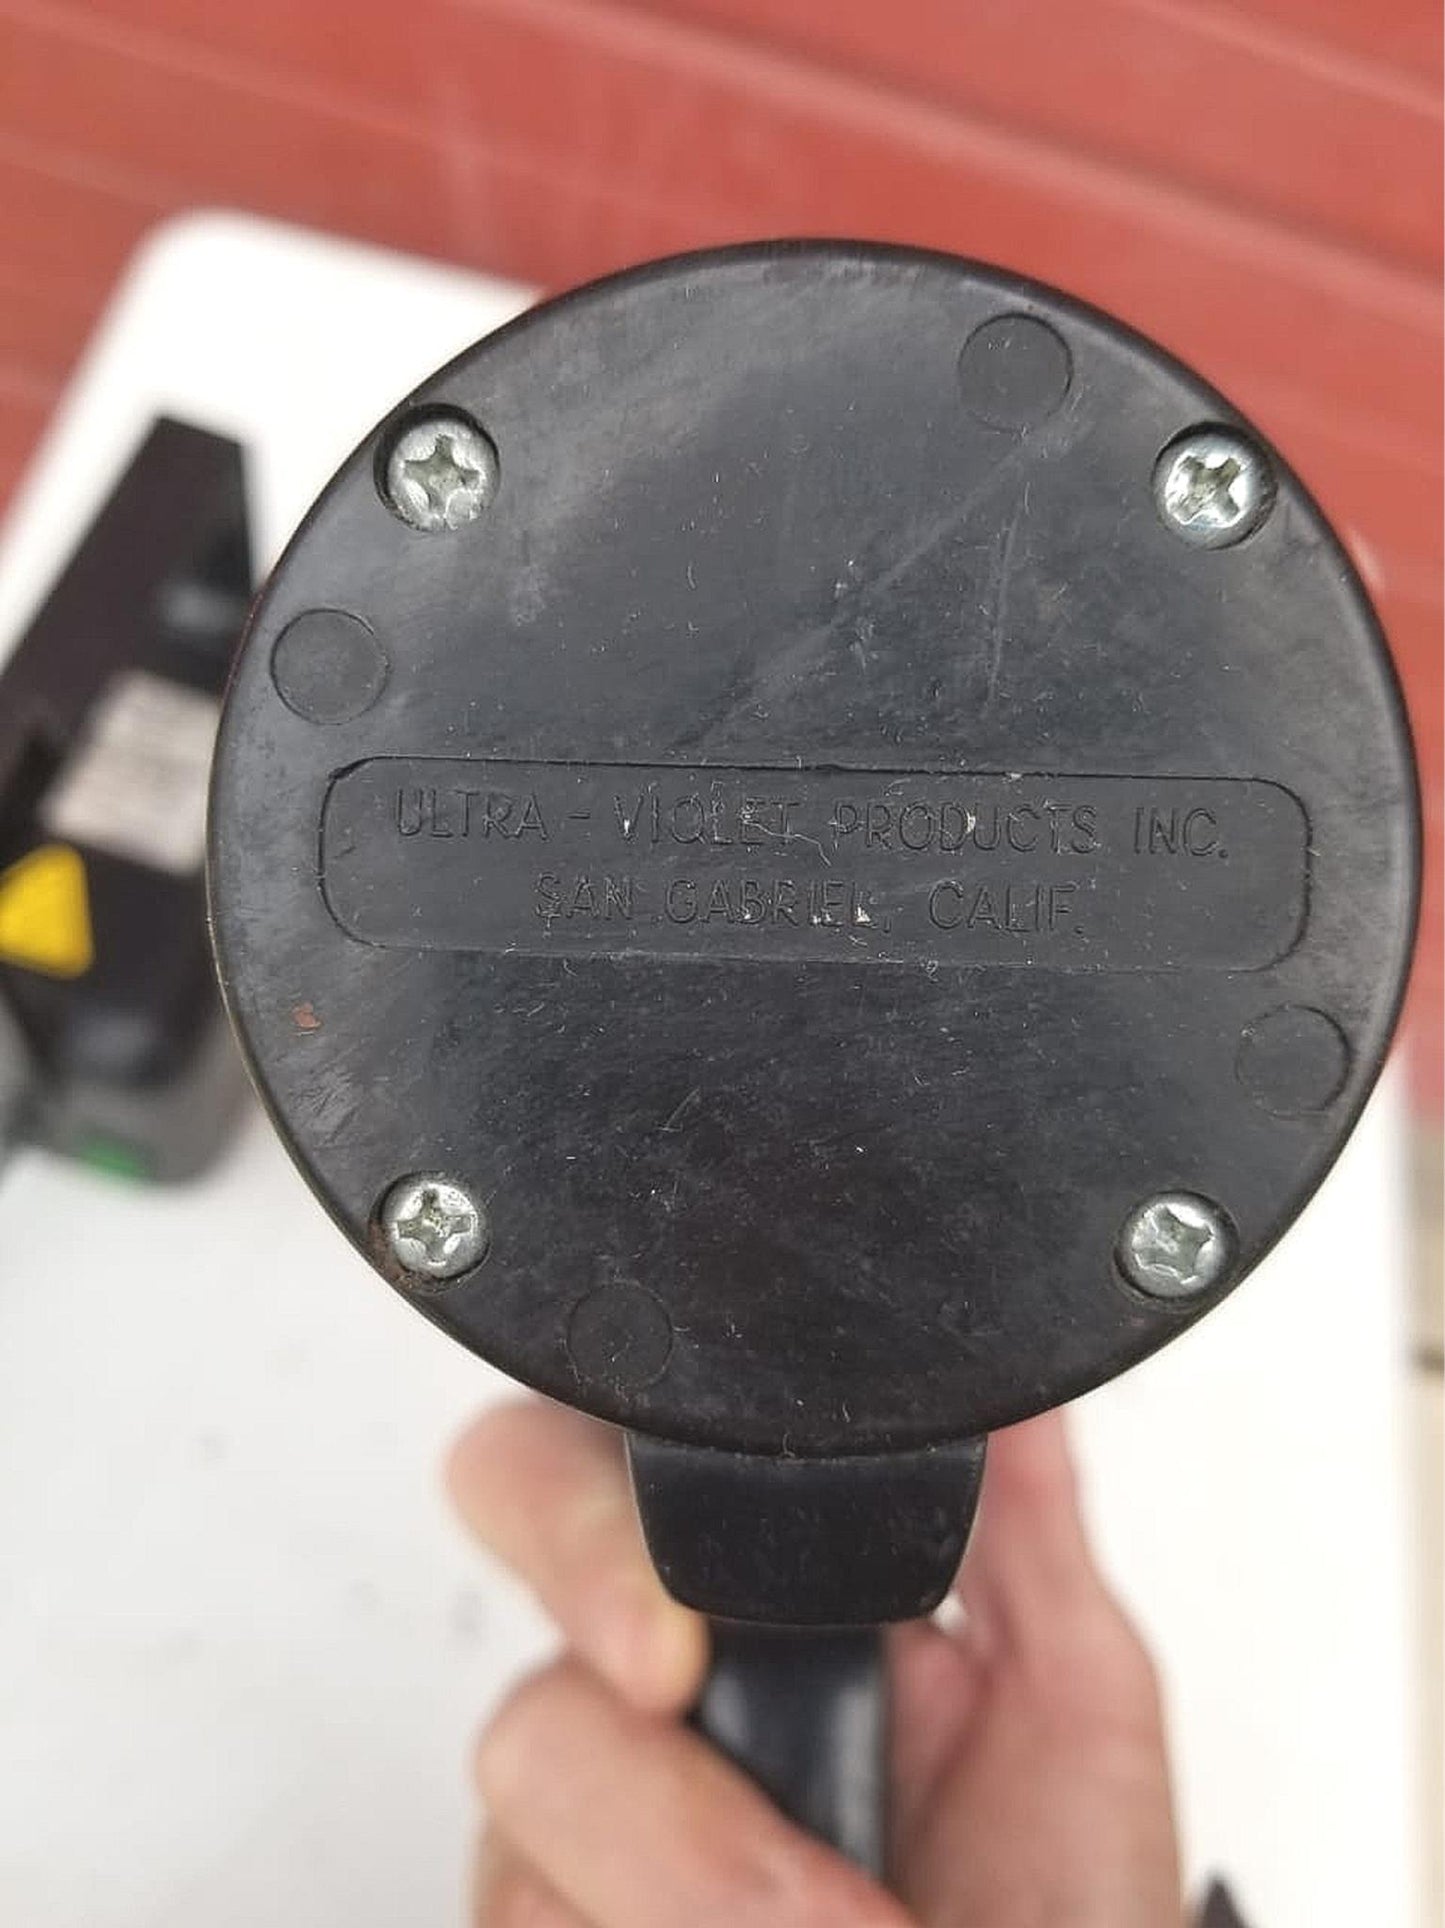 ULTRA - VIOLET PRODUCTS INC.
SAN GABRIEL, CALIF.